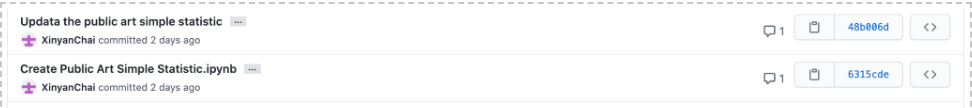 Updata the public art simple statistic ...
XinyanChai committed 2 days ago
1
48b006d
<>
Create Public Art Simple Statistic.ipynb ...
XinyanChai committed 2 days ago
1
6315cde
<>